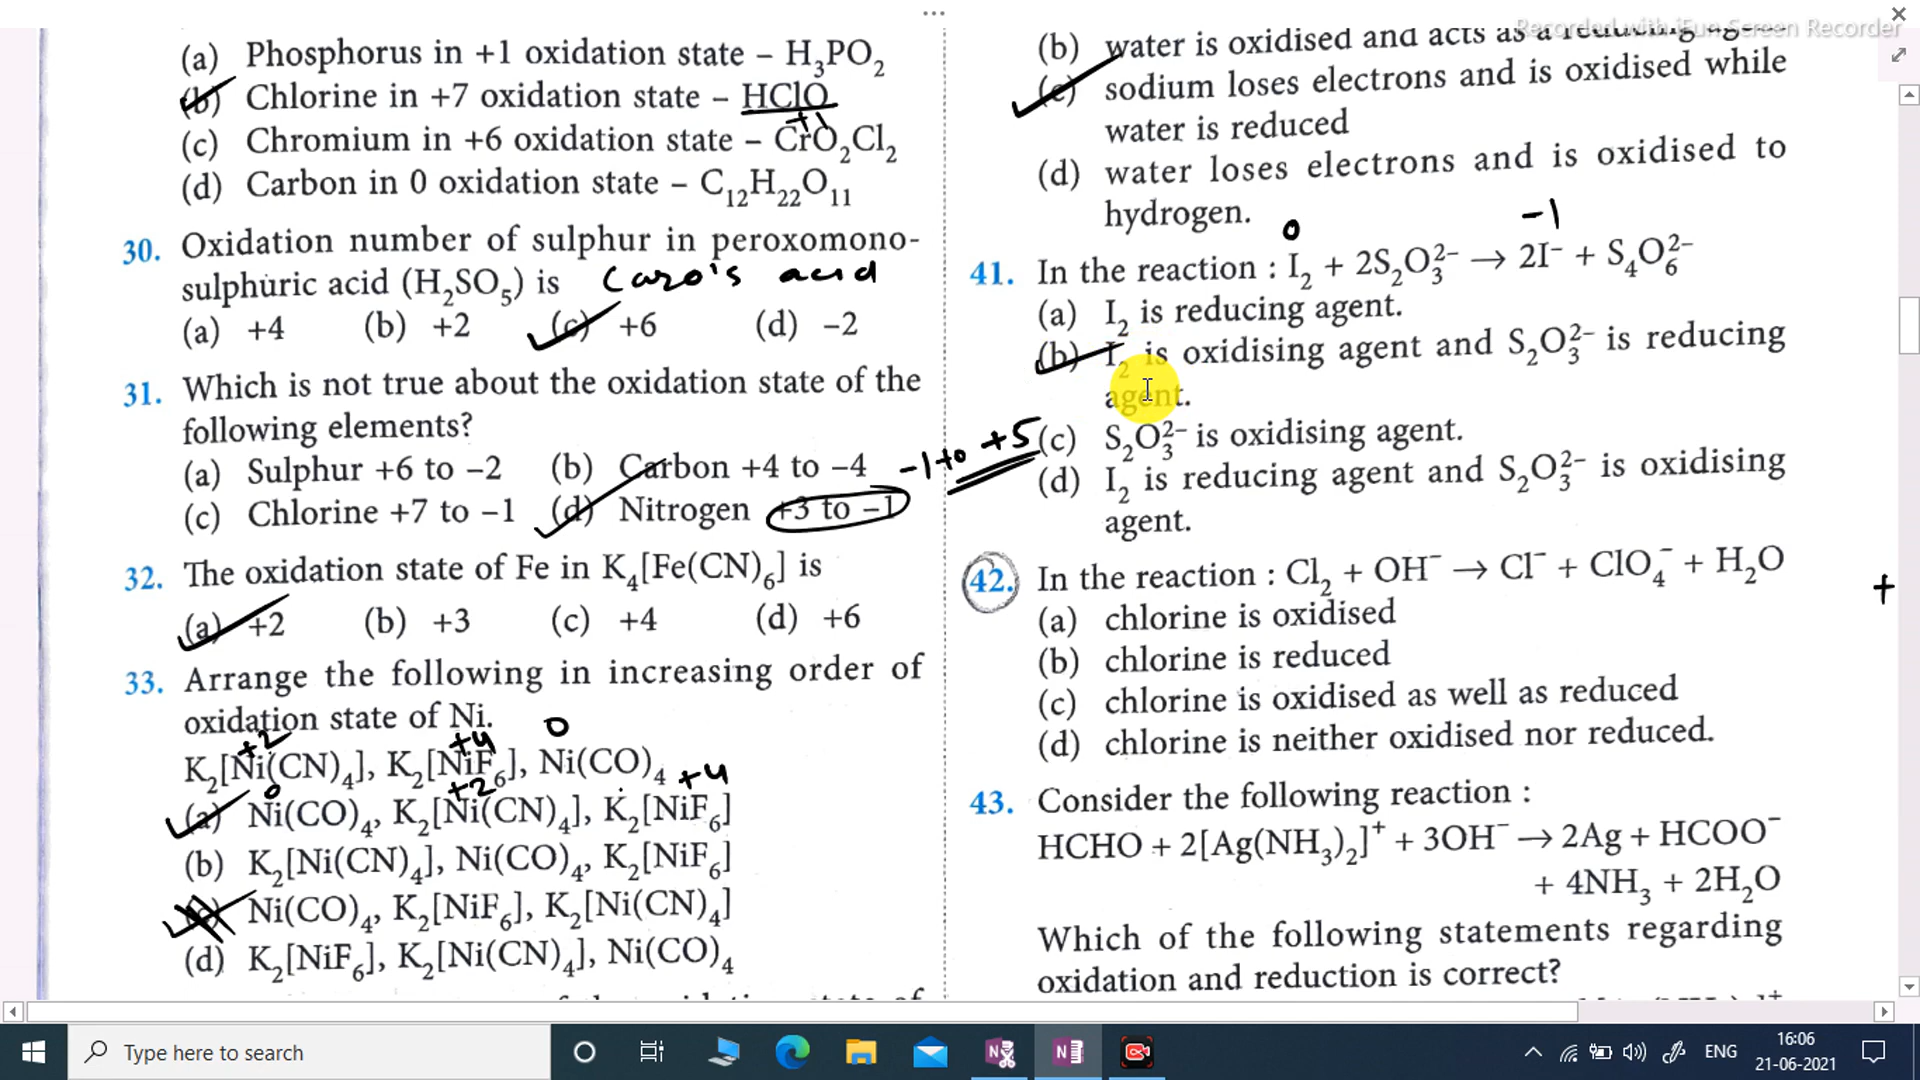 Recorded with iFun Screen Recorder
(a) Phosphorus in +1 oxidation state – H₃PO₂
(b) Chlorine in +7 oxidation state – HClO
+1
(c) Chromium in +6 oxidation state – CrO₂Cl₂
(d) Carbon in 0 oxidation state – C₁₂H₂₂O₁₁
30. Oxidation number of sulphur in peroxomono-
sulphuric acid (H₂SO₅) is Caro's acid
(a) +4 (b) +2 (c) +6 (d) –2
31. Which is not true about the oxidation state of the
following elements?
(a) Sulphur +6 to –2 (b) Carbon +4 to –4
(c) Chlorine +7 to –1 (d) Nitrogen +3 to –1
-1 to +5
32. The oxidation state of Fe in K₄[Fe(CN)₆] is
(a) +2 (b) +3 (c) +4 (d) +6
33. Arrange the following in increasing order of
oxidation state of Ni.
+2 +4 0
K₂[Ni(CN)₄], K₂[NiF₆], Ni(CO)₄
0 +2 +4
(a) Ni(CO)₄, K₂[Ni(CN)₄], K₂[NiF₆]
(b) K₂[Ni(CN)₄], Ni(CO)₄, K₂[NiF₆]
(c) Ni(CO)₄, K₂[NiF₆], K₂[Ni(CN)₄]
(d) K₂[NiF₆], K₂[Ni(CN)₄], Ni(CO)₄
(b) water is oxidised and acts as a reducing
(c) sodium loses electrons and is oxidised while
water is reduced
(d) water loses electrons and is oxidised to
hydrogen.
0 -1
41. In the reaction : I₂ + 2S₂O₃²⁻ → 2I⁻ + S₄O₆²⁻
(a) I₂ is reducing agent.
(b) I₂ is oxidising agent and S₂O₃²⁻ is reducing
agent.
(c) S₂O₃²⁻ is oxidising agent.
(d) I₂ is reducing agent and S₂O₃²⁻ is oxidising
agent.
42. In the reaction : Cl₂ + OH⁻ → Cl⁻ + ClO₄⁻ + H₂O
+
(a) chlorine is oxidised
(b) chlorine is reduced
(c) chlorine is oxidised as well as reduced
(d) chlorine is neither oxidised nor reduced.
43. Consider the following reaction :
HCHO + 2[Ag(NH₃)₂]⁺ + 3OH⁻ → 2Ag + HCOO⁻
+ 4NH₃ + 2H₂O
Which of the following statements regarding
oxidation and reduction is correct?
Type here to search
ENG
16:06
21-06-2021